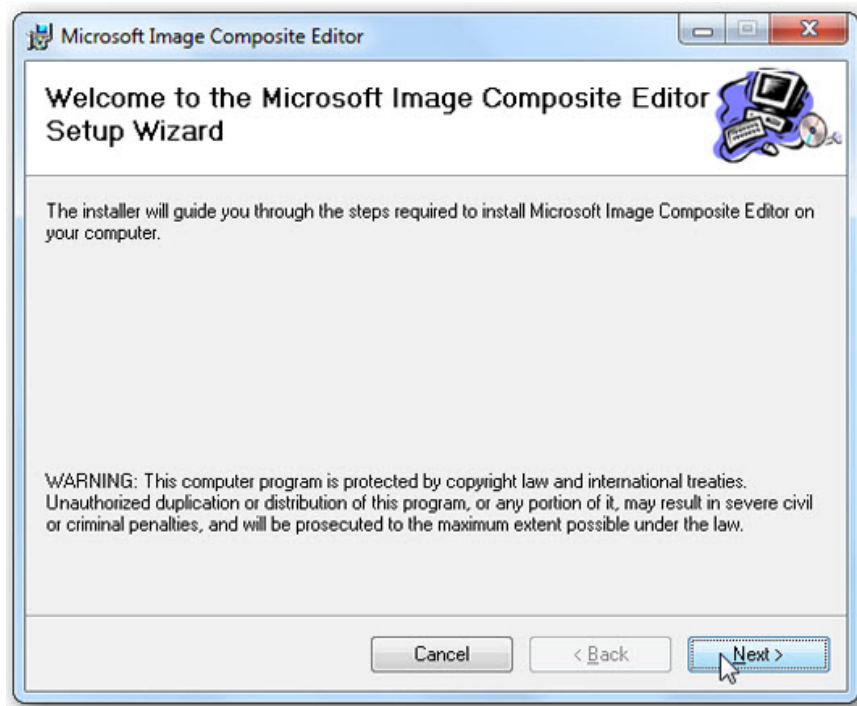 Microsoft Image Composite Editor
Welcome to the Microsoft Image Composite Editor
Setup Wizard
The installer will guide you through the steps required to install Microsoft Image Composite Editor on
your computer.
WARNING: This computer program is protected by copyright law and international treaties.
Unauthorized duplication or distribution of this program, or any portion of it, may result in severe civil
or criminal penalties, and will be prosecuted to the maximum extent possible under the law.
Cancel < Back Next >